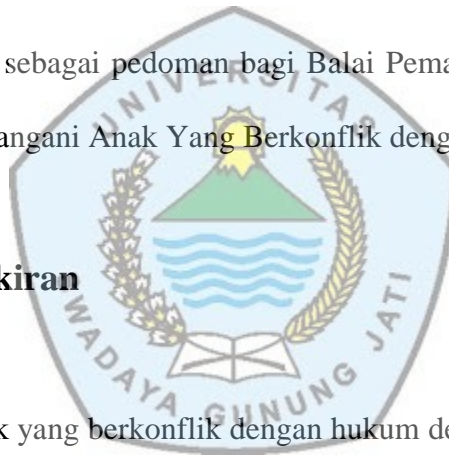 sebagai pedoman bagi Balai Pema
angani Anak Yang Berkonflik deng
kiran
k yang berkonflik dengan hukum de
UNIVERSITAS
WADAYA GUNUNG JATI